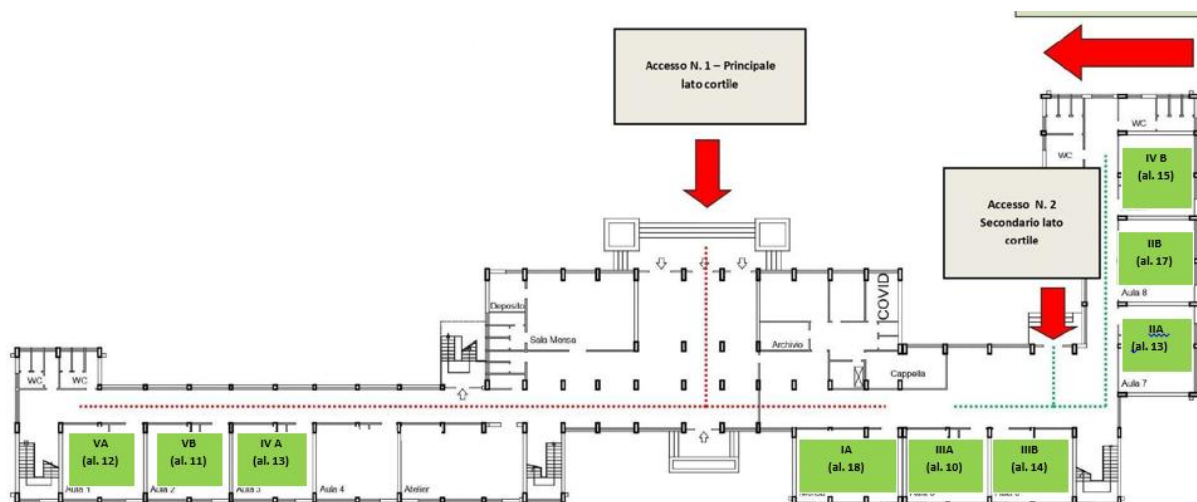 Accesso N. 1 – Principale
lato cortile
WC
WC
IV B
(al. 15)
Accesso N. 2
Secondario lato
cortile
IIB
(al. 17)
Aula 8
Deposito
COVID
IIA
(al. 13)
Sala Mensa
Archivio
Cappella
WC
WC
Aula 7
VA
(al. 12)
VB
(al. 11)
IV A
(al. 13)
IA
(al. 18)
IIIA
(al. 10)
IIIB
(al. 14)
Aula 1
Aula 2
Aula 3
Aula 4
Atelier